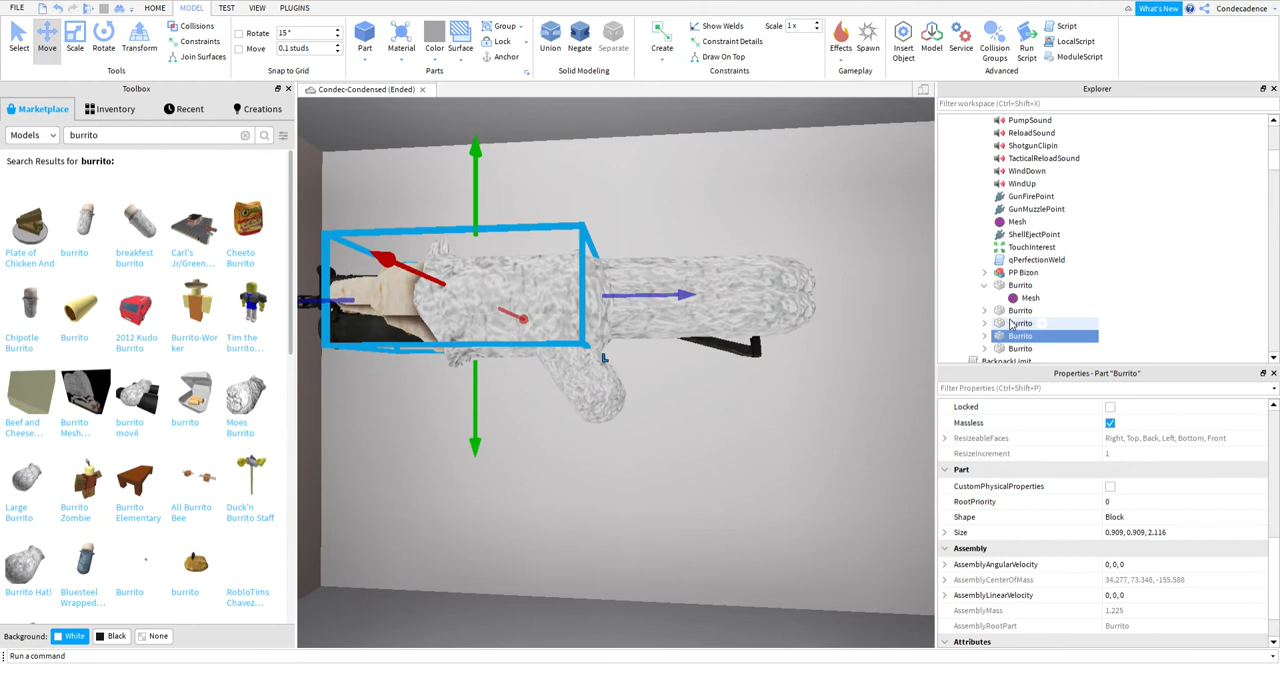 FILE HOME MODEL TEST VIEW PLUGINS What's New Condecadence
Select Move Scale Rotate Transform Collisions Constraints Join Surfaces Tools
Rotate 15° Move 0.1 studs Snap to Grid
Part Material Color Surface Group Lock Anchor Parts
Union Negate Separate Solid Modeling
Create Show Welds Scale 1 x Constraint Details Draw On Top Constraints
Effects Spawn Gameplay
Insert Object Model Service Collision Groups Run Script Script LocalScript ModuleScript Advanced
Toolbox
Marketplace Inventory Recent Creations
Models burrito
Search Results for burrito:
Plate of Chicken And burrito breakfast burrito Carl's Jr/Green... Cheeto Burrito
Chipotle Burrito Burrito 2012 Kudo Burrito Burrito-Wor ker Tim the burrito...
Beef and Cheese... Burrito Mesh... burrito movil burrito Moes Burrito
Large Burrito Burrito Zombie Burrito Elementary All Burrito Bee Duck'n Burrito Staff
Burrito Hat! Bluesteel Wrapped... Burrito burrito RobloTims Chavez...
Background: White Black None
Run a command
Condec-Condensed (Ended)
L
Explorer
Filter workspace (Ctrl+Shift+X)
PumpSound
ReloadSound
ShotgunClipin
TacticalReloadSound
WindDown
WindUp
GunFirePoint
GunMuzzlePoint
Mesh
ShellEjectPoint
TouchInterest
qPerfectionWeld
PP Bizon
Burrito
Mesh
Burrito
Burrito
Burrito
Burrito
BackpackLimit
Properties - Part "Burrito"
Filter Properties (Ctrl+Shift+P)
Locked
Massless
ResizeableFaces Right, Top, Back, Left, Bottom, Front
ResizeIncrement 1
Part
CustomPhysicalProperties
RootPriority 0
Shape Block
Size 0.909, 0.909, 2.116
Assembly
AssemblyAngularVelocity 0, 0, 0
AssemblyCenterOfMass 34.277, 73.348, -155.588
AssemblyLinearVelocity 0, 0, 0
AssemblyMass 1.225
AssemblyRootPart Burrito
Attributes